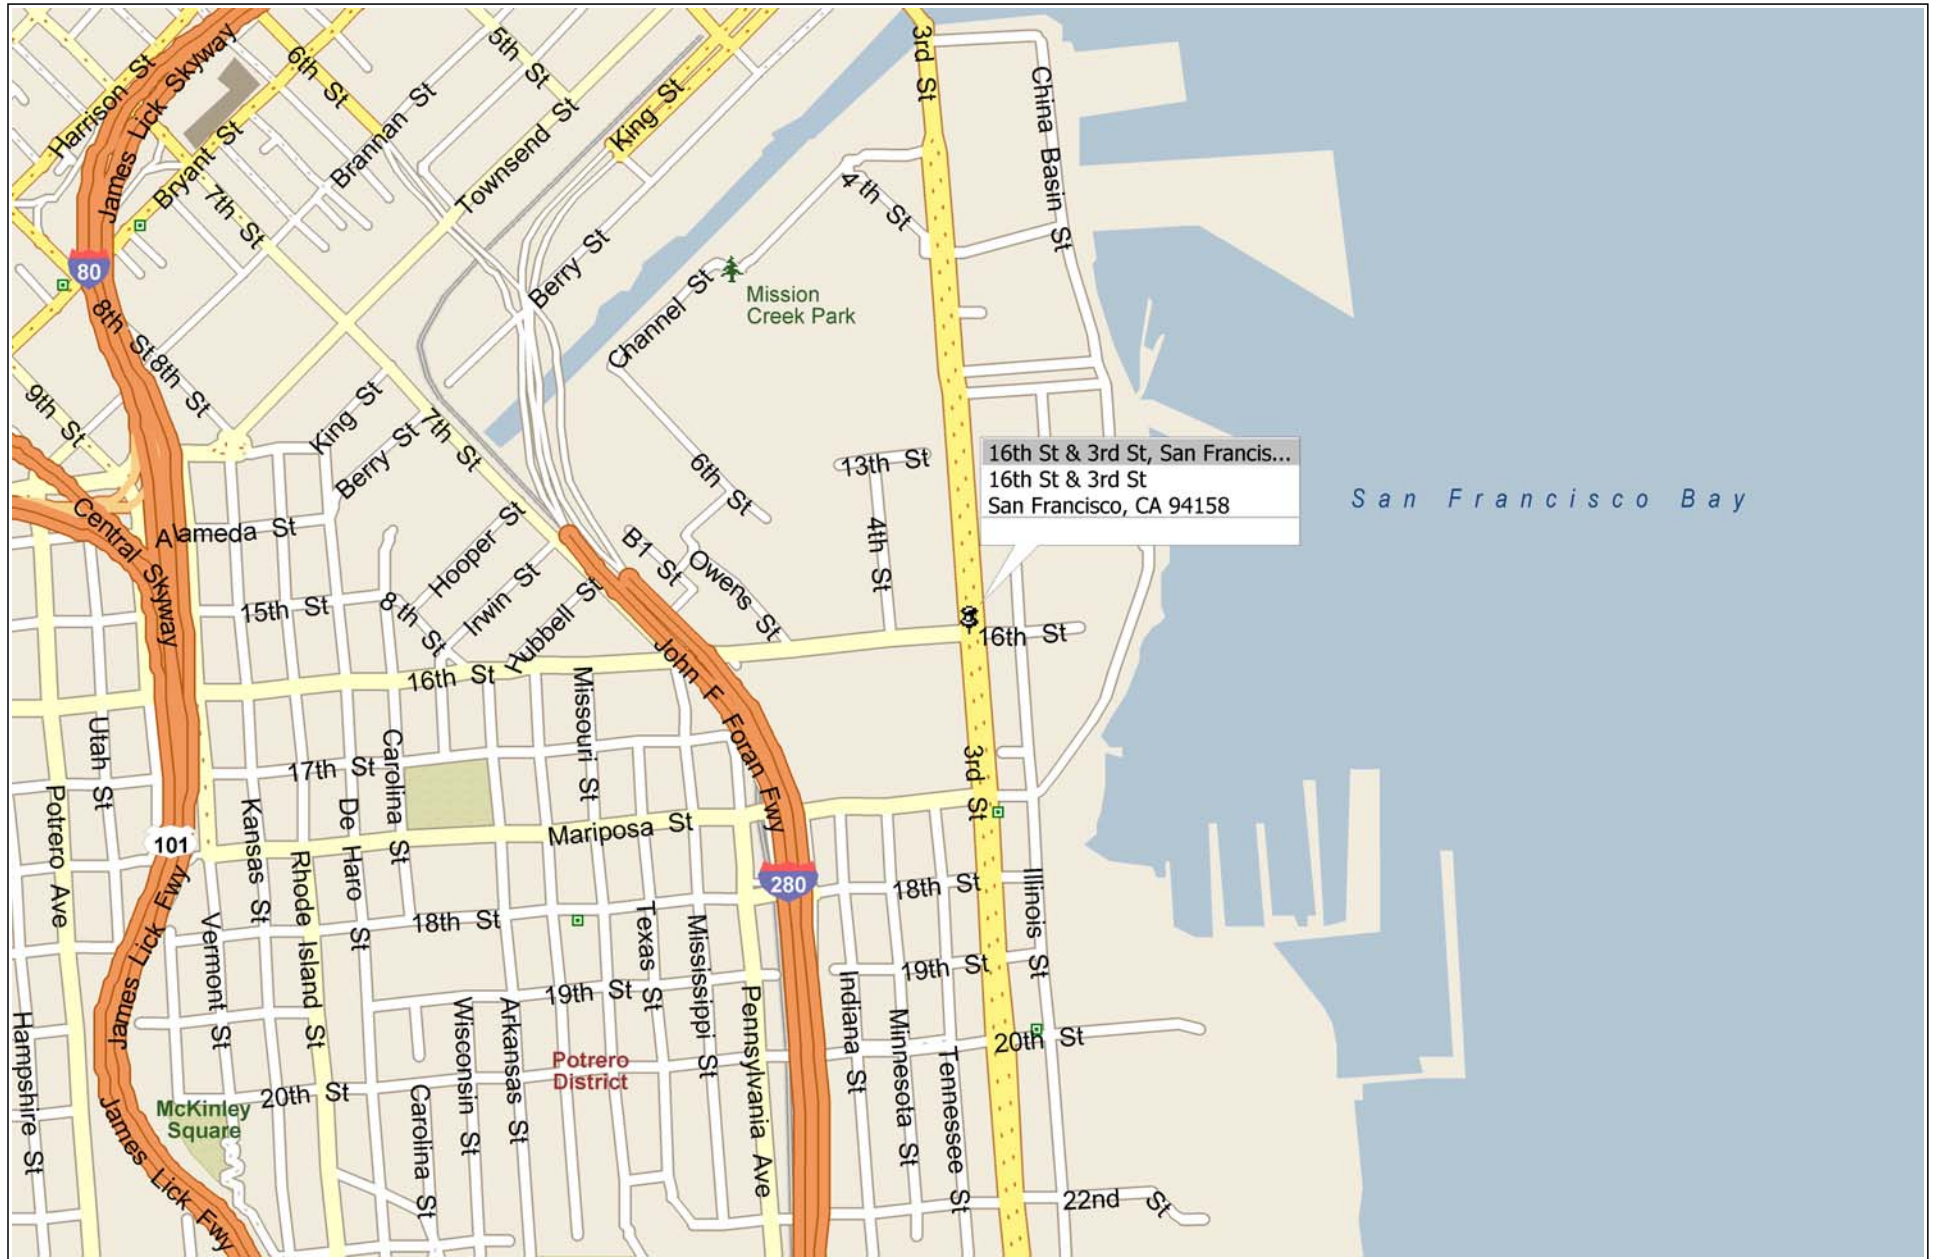 5th St
6th St
3rd St
Harrison St
James Lick Skyway
China Basin St
Brannan St
King St
Townsend St
Bryant St
7th St
4th St
80
Berry St
Mission
Creek Park
Channel St
8th St
8th St
9th St
King St
7th St
Berry St
13th St
6th St
16th St & 3rd St, San Francis...
16th St & 3rd St
San Francisco, CA 94158
San Francisco Bay
Central Skyway
Alameda St
Hooper St
B1 St
4th St
Owens St
Irwin St
15th St
8th St
Hubbell St
16th St
John F Foran Fwy
16th St
Missouri St
Utah St
Carolina St
17th St
3rd St
Potrero Ave
Kansas St
De Haro St
Mariposa St
101
Rhode Island St
280
18th St
Illinois St
James Lick Fwy
Vermont St
18th St
Texas St
Mississippi St
19th St
Indiana St
19th St
Pennsylvania Ave
Wisconsin St
Arkansas St
Hampshire St
Minnesota St
20th St
Tennessee St
Potrero
District
20th St
Carolina St
McKinley
Square
James Lick Fwy
22nd St